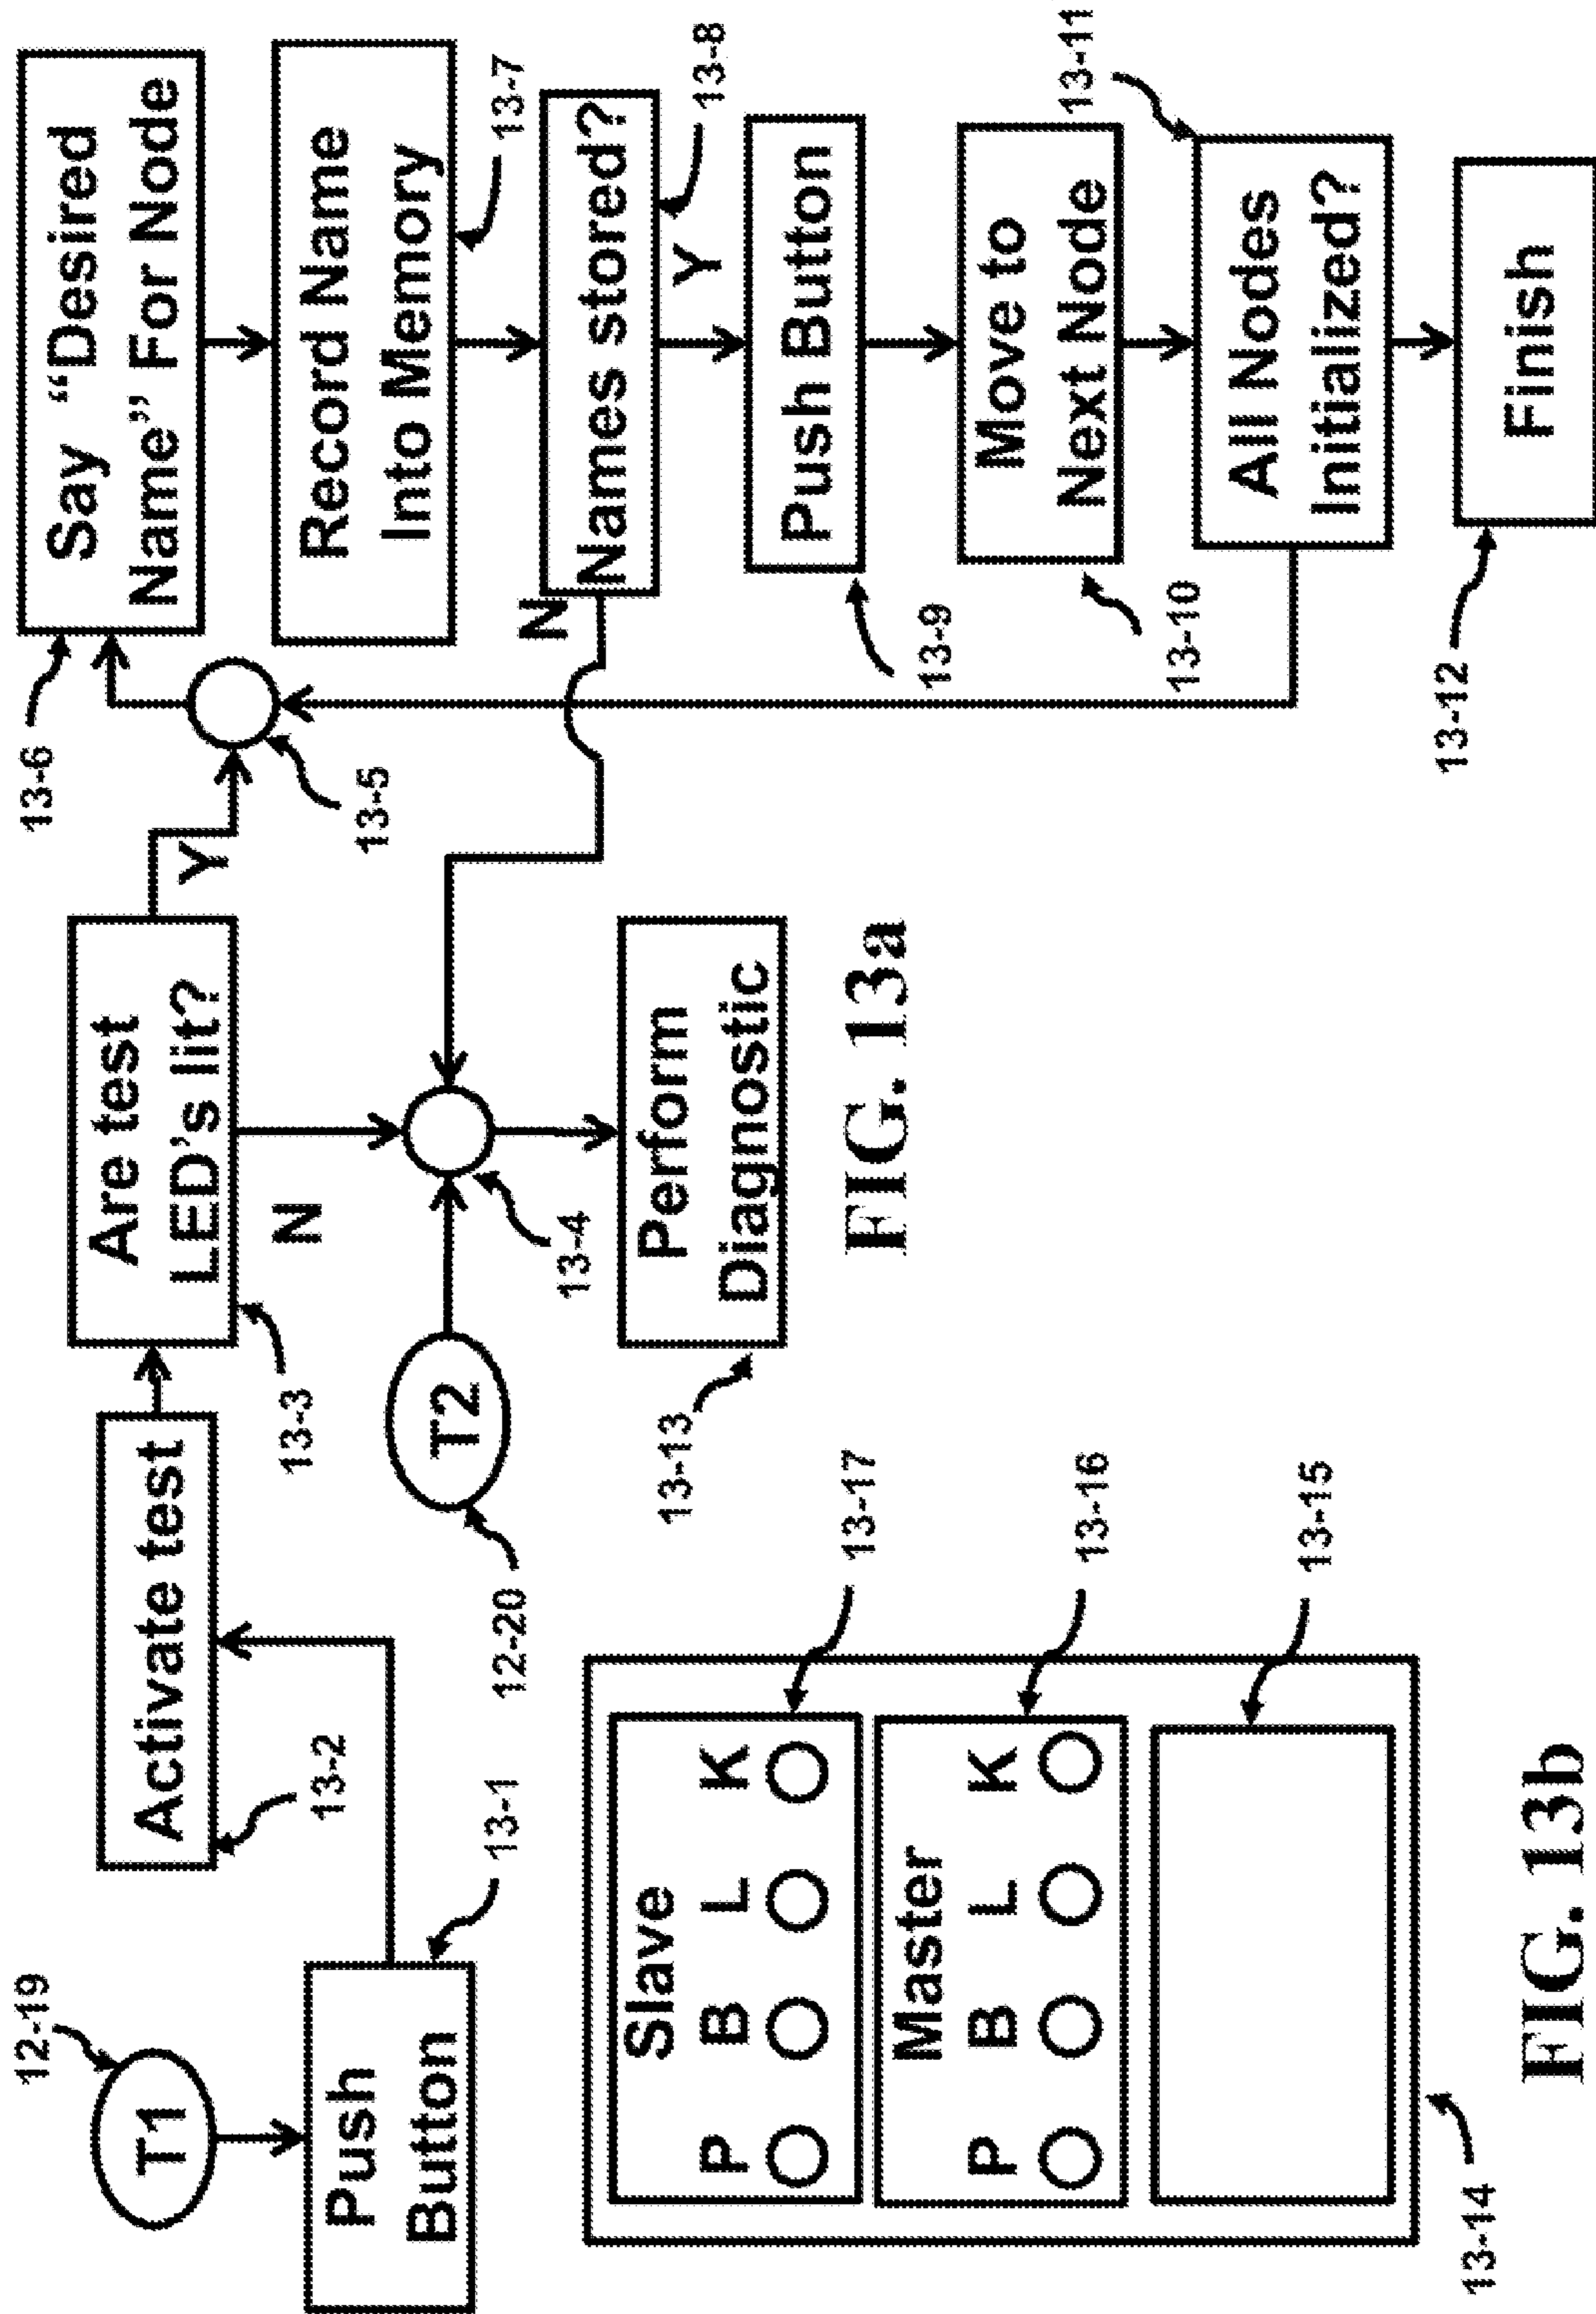 12-19
T1
Push
Button
13-1
Activate test
13-2
Are test
LED's lit?
13-3
Y
N
T2
12-20
13-4
Perform
Diagnostic
13-13
13-5
13-6
Say “Desired
Name” For Node
Record Name
Into Memory
13-7
Names stored?
13-8
N
Y
Push Button
13-9
Move to
Next Node
13-10
All Nodes
Initialized?
13-11
Finish
13-12
FIG. 13a
Slave
P B L K
13-17
Master
P B L K
13-16
13-15
13-14
FIG. 13b